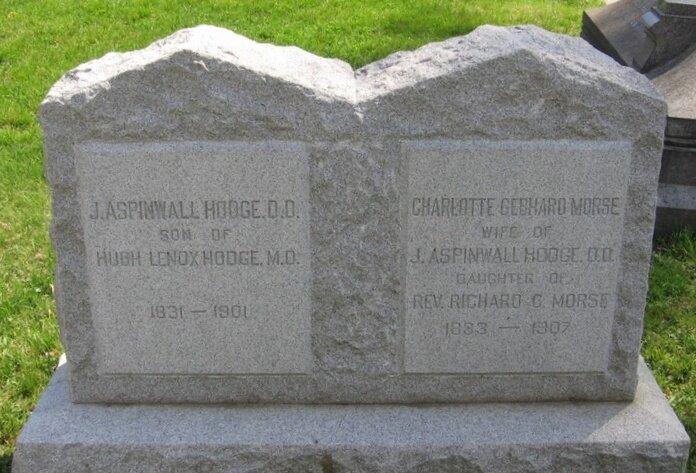 J. ASPINWALL HODGE, D.D.
SON OF
HUGH LENOX HODGE, M.D.
1831 — 1901
CHARLOTTE GEBHARD MORSE
WIFE OF
J. ASPINWALL HODGE, D.D.
DAUGHTER OF
REV. RICHARD C. MORSE
1833 — 1907